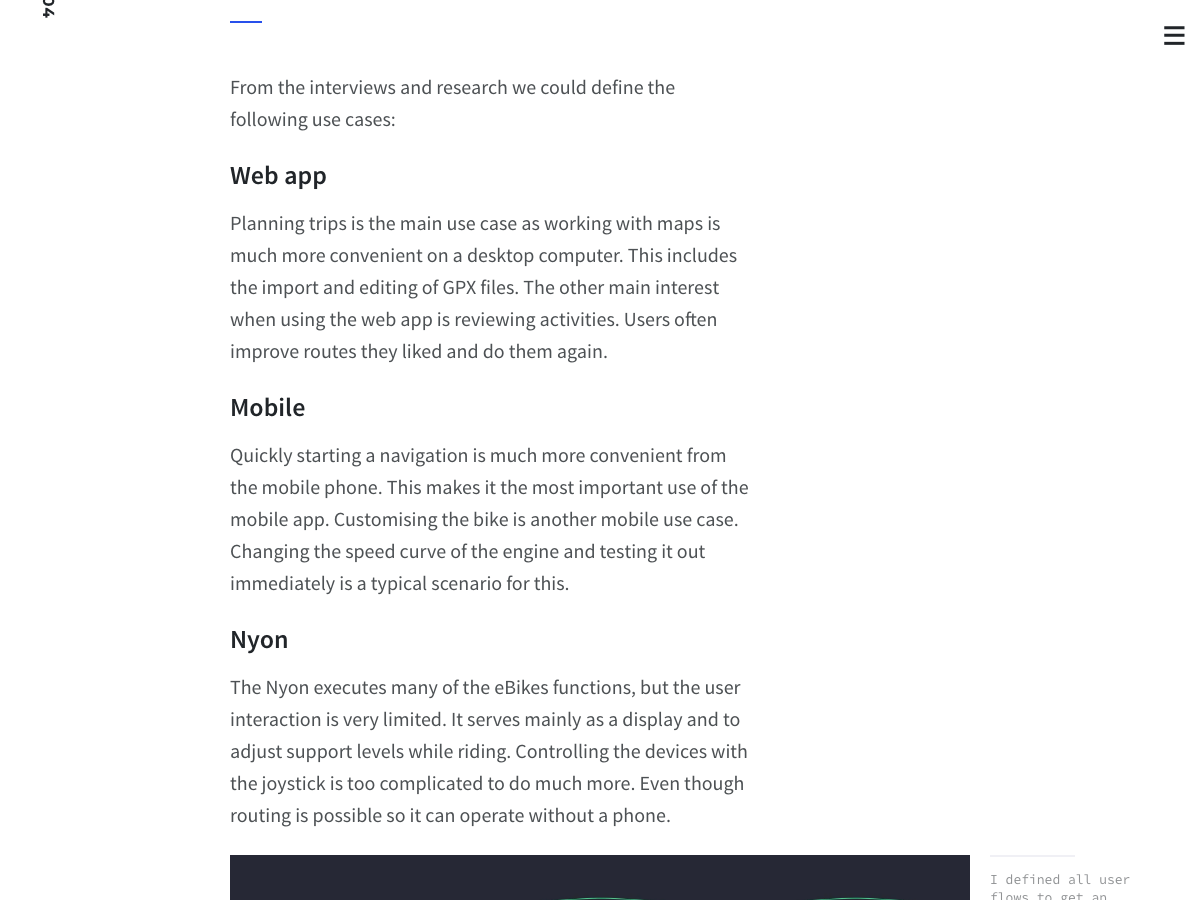 04
From the interviews and research we could define the
following use cases:
Web app
Planning trips is the main use case as working with maps is
much more convenient on a desktop computer. This includes
the import and editing of GPX files. The other main interest
when using the web app is reviewing activities. Users often
improve routes they liked and do them again.
Mobile
Quickly starting a navigation is much more convenient from
the mobile phone. This makes it the most important use of the
mobile app. Customising the bike is another mobile use case.
Changing the speed curve of the engine and testing it out
immediately is a typical scenario for this.
Nyon
The Nyon executes many of the eBikes functions, but the user
interaction is very limited. It serves mainly as a display and to
adjust support levels while riding. Controlling the devices with
the joystick is too complicated to do much more. Even though
routing is possible so it can operate without a phone.
I defined all user
flows to get an